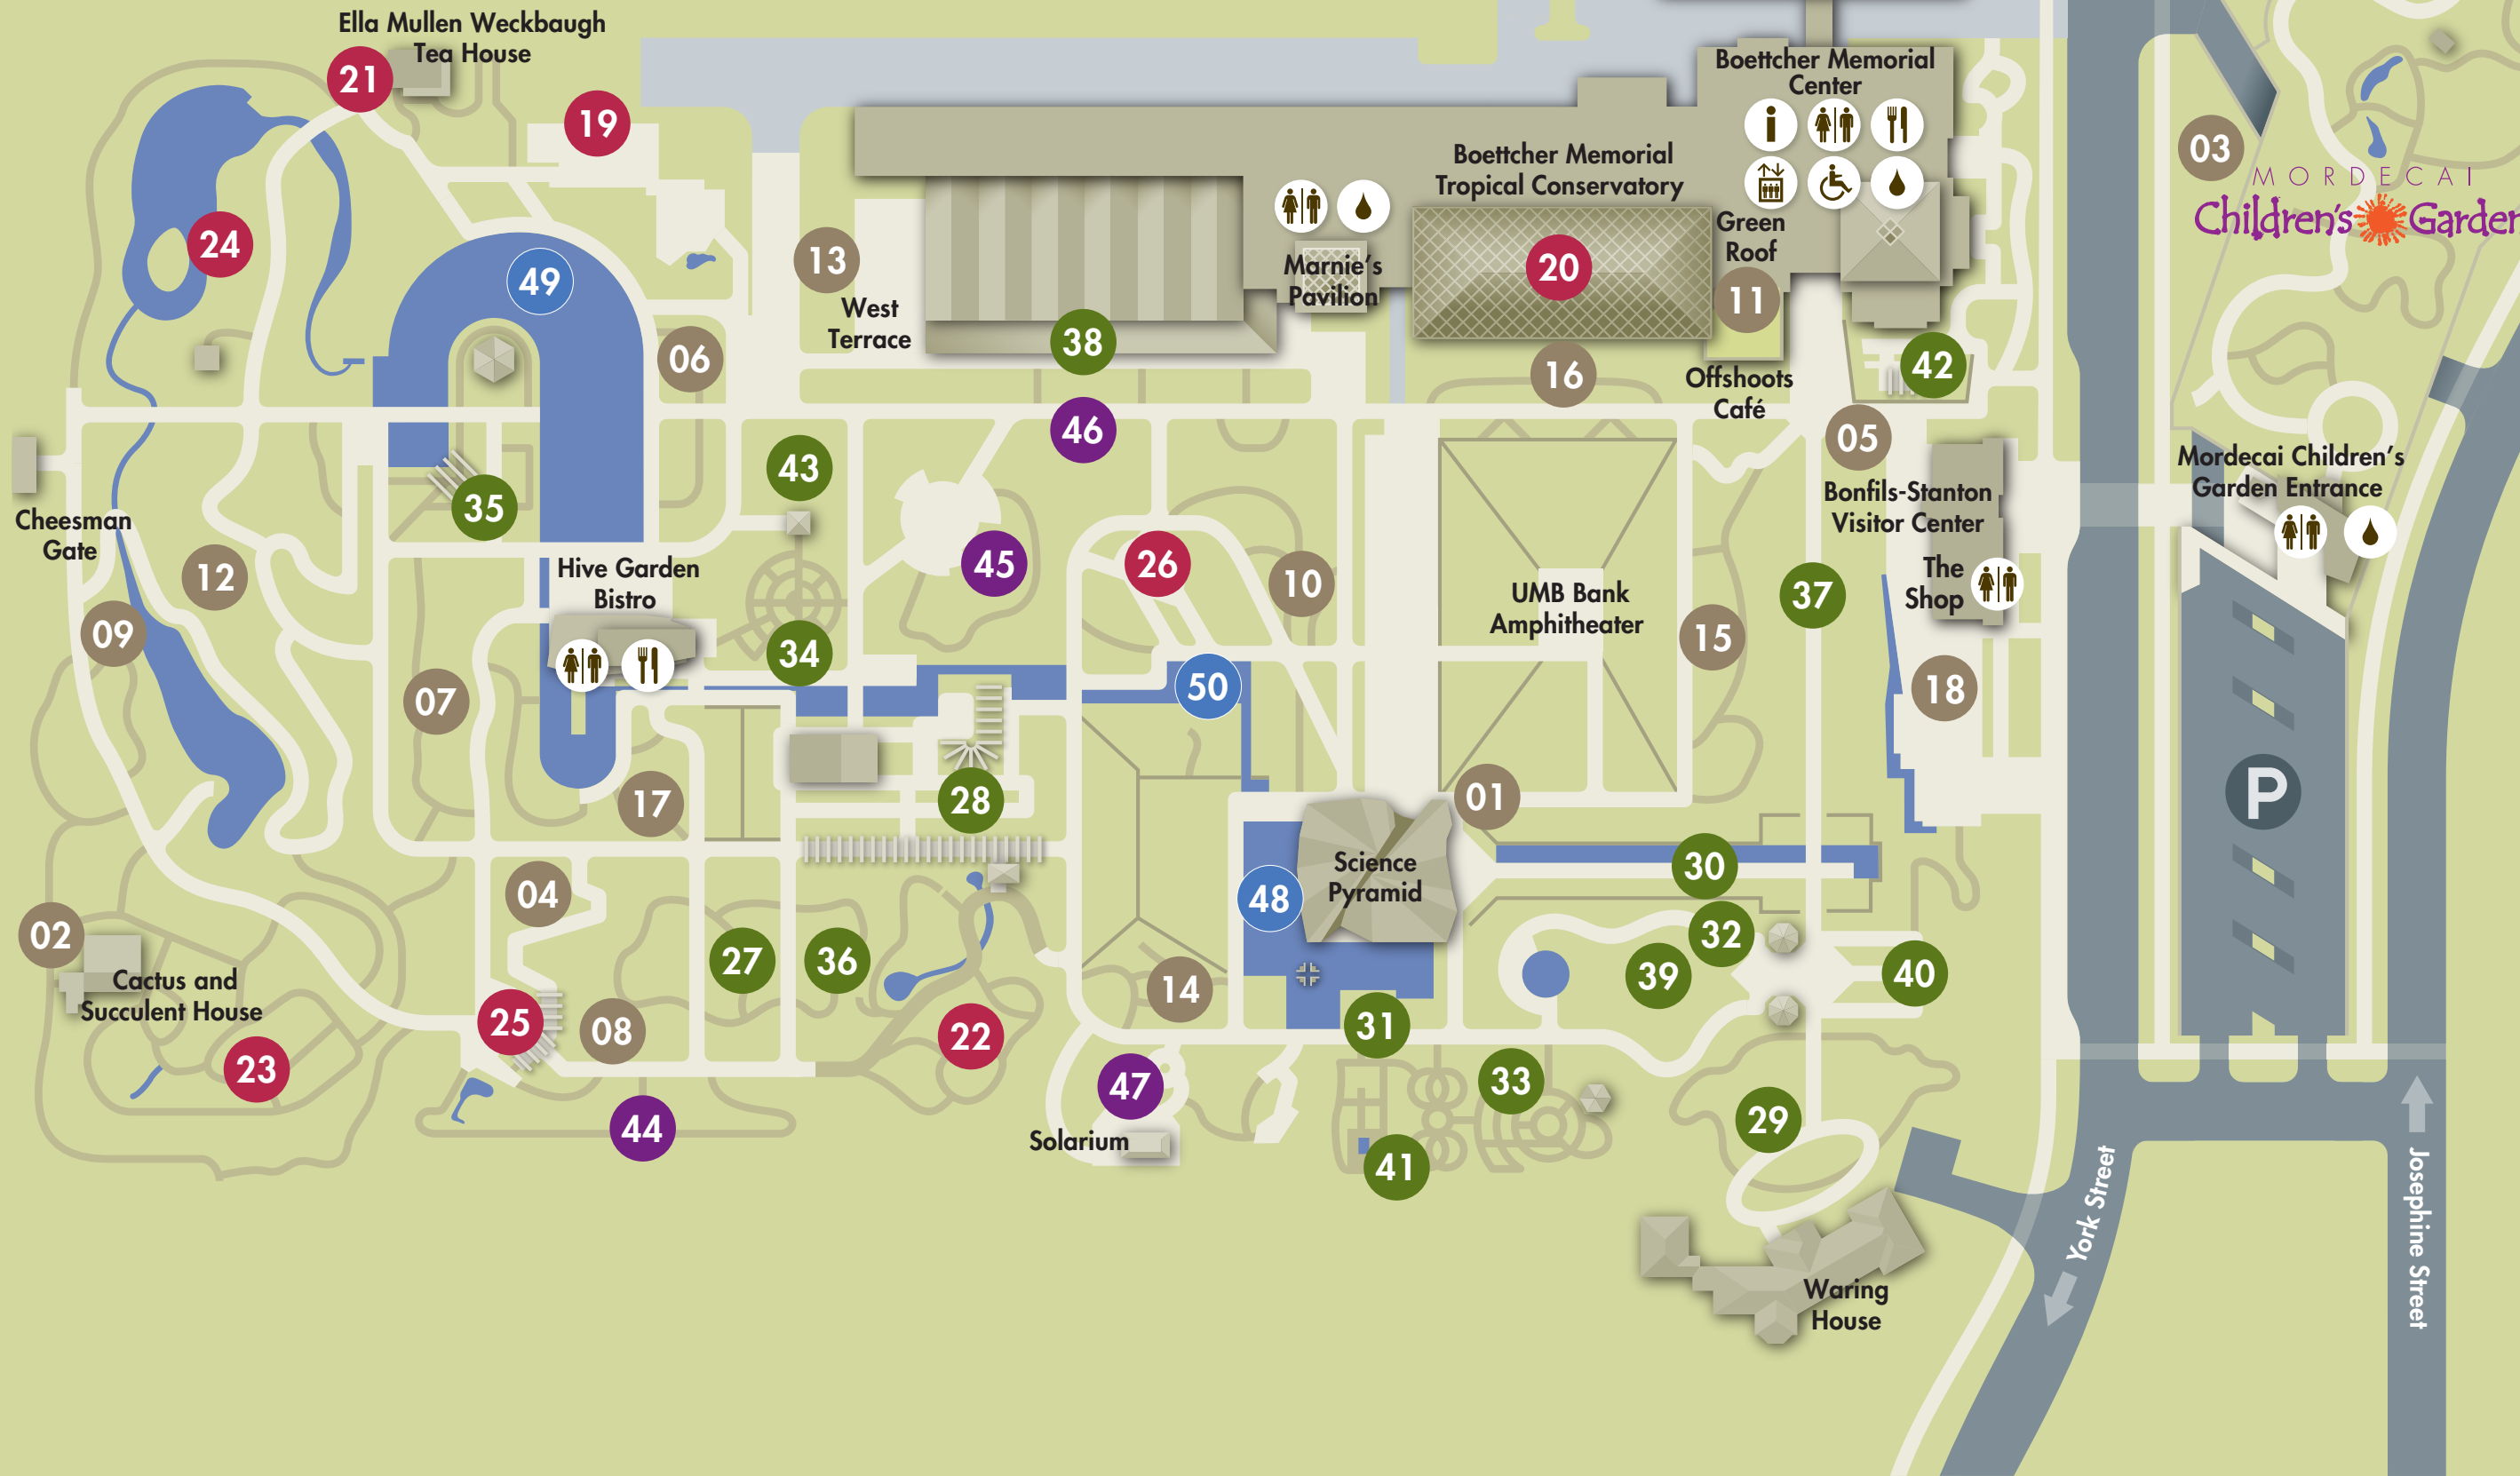 Ella Mullen Weckbaugh
Tea House
21
19
Boettcher Memorial
Center
03
MORDECAI
Children's Garden
Boettcher Memorial
Tropical Conservatory
Green
Roof
24
49
13
West
Terrace
Marnie's
Pavilion
20
11
38
06
16
Offshoots
Café
42
46
05
43
35
Mordecai Children's
Garden Entrance
Bonfils-Stanton
Visitor Center
The
Shop
Cheesman
Gate
12
Hive Garden
Bistro
45
26
10
UMB Bank
Amphitheater
37
09
34
15
07
50
18
17
28
01
P
Science
Pyramid
30
04
48
02
27
36
32
39
40
Cactus and
Succulent House
14
25
08
22
31
23
47
33
44
Solarium
41
29
York Street
Josephine Street
Waring
House